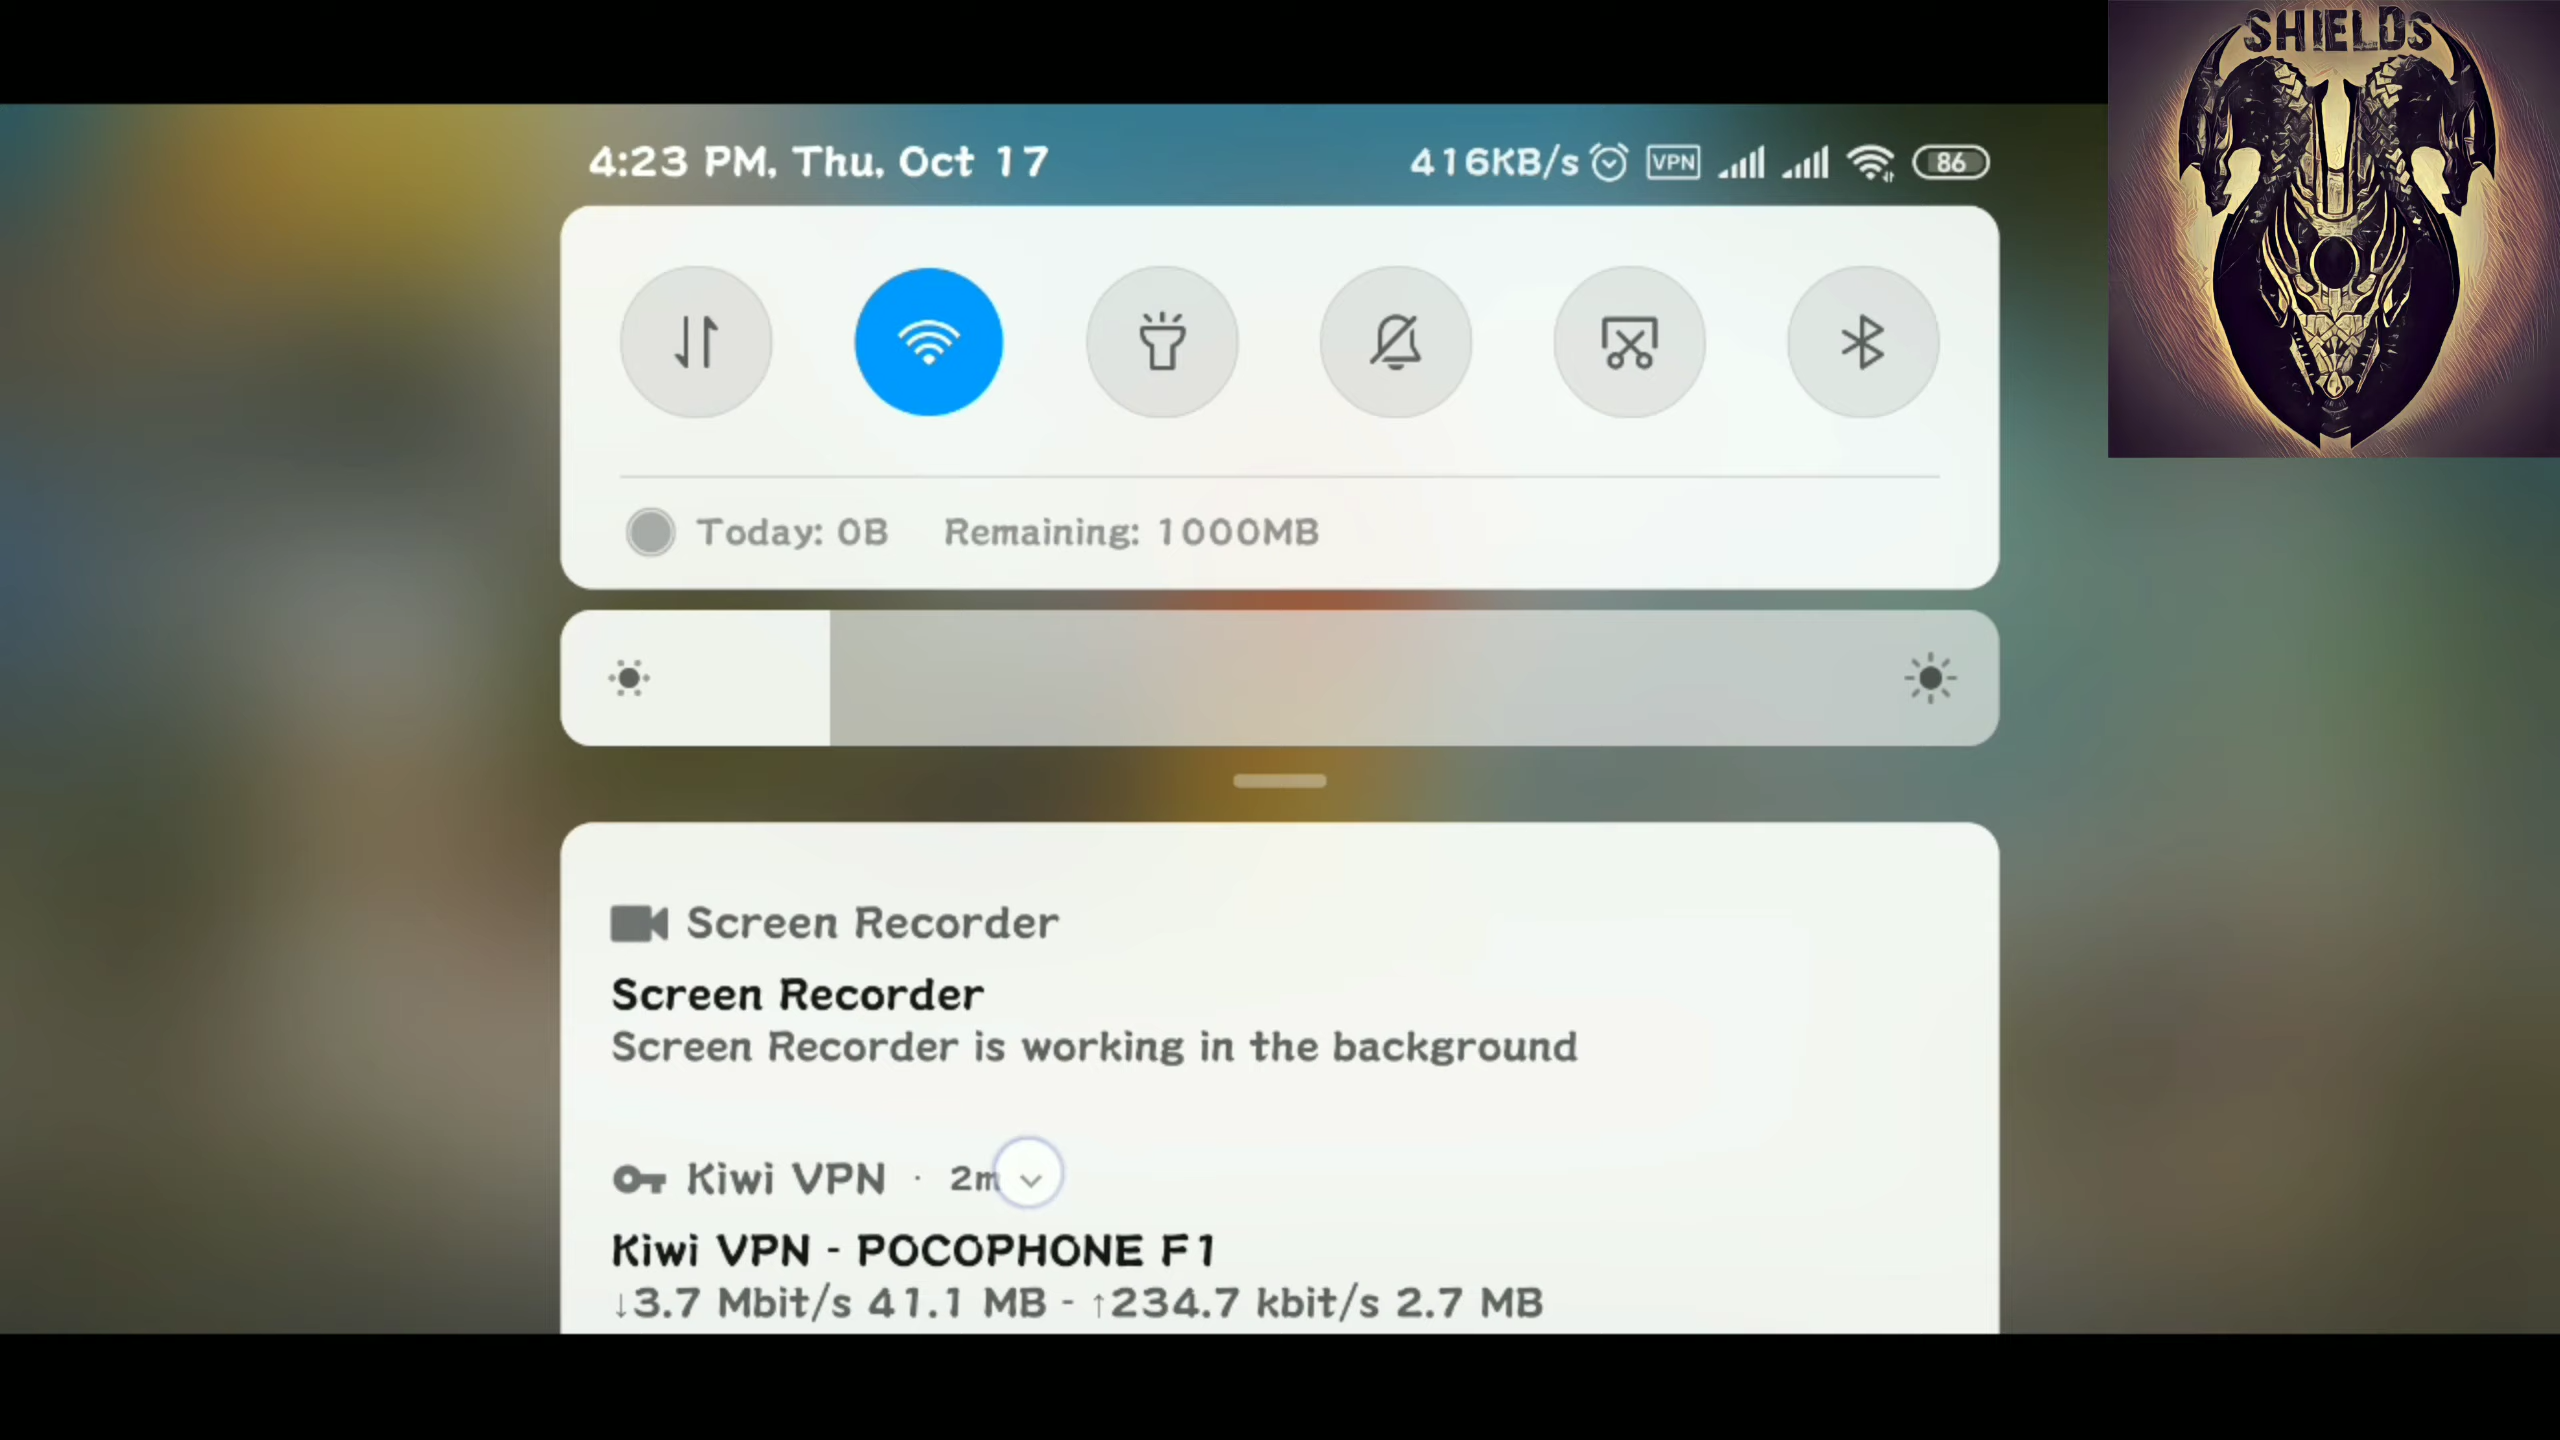 SHIELDs
4:23 PM, Thu, Oct 17
416KB/s VPN 86
Today: 0B Remaining: 1000MB
Screen Recorder
Screen Recorder
Screen Recorder is working in the background
Kiwi VPN · 2m
Kiwi VPN - POCOPHONE F1
↓3.7 Mbit/s 41.1 MB - ↑234.7 kbit/s 2.7 MB